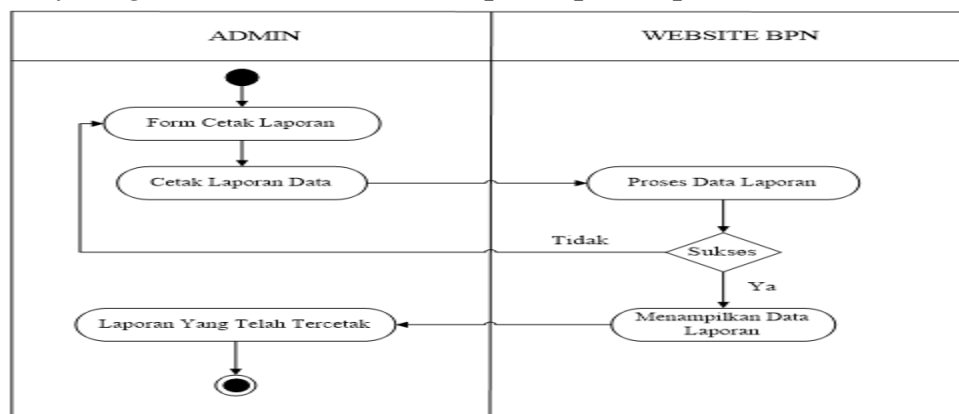 ADMIN
WEBSITE BPN
Form Cetak Laporan
Cetak Laporan Data
Proses Data Laporan
Tidak
Sukses
Ya
Laporan Yang Telah Tercetak
Menampilkan Data
Laporan